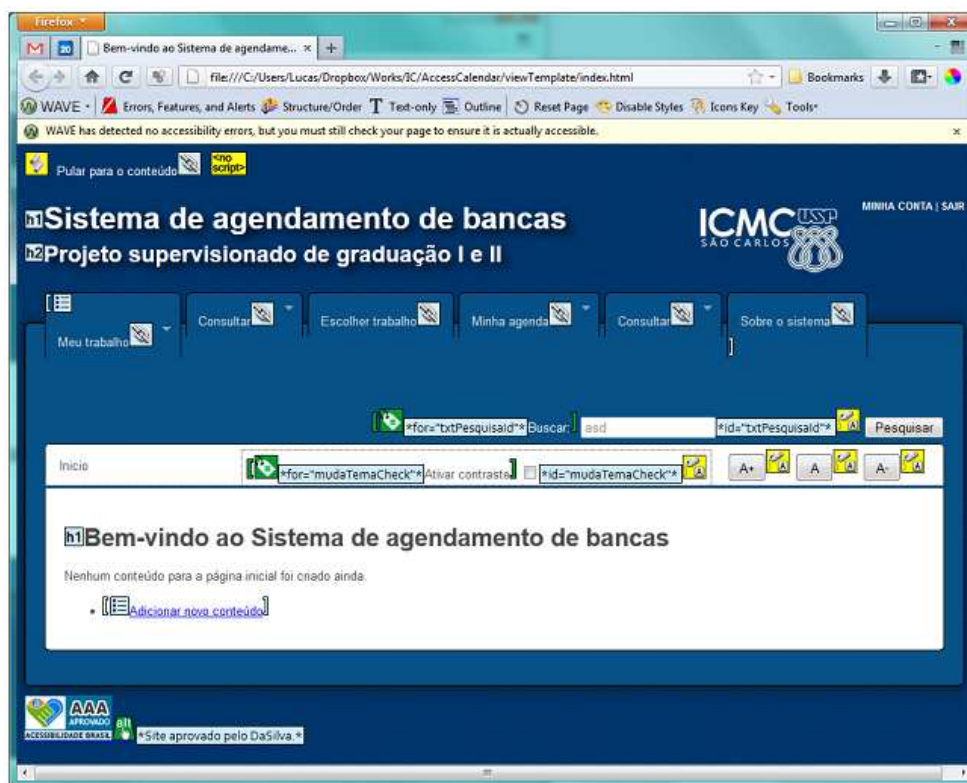 Firefox
20 Bem-vindo ao Sistema de agendame... × +
file:///C:/Users/Lucas/Dropbox/Works/IC/AccessCalendar/viewTemplate/index.html Bookmarks
WAVE Errors, Features, and Alerts Structure/Order Text-only Outline Reset Page Disable Styles Icons Key Tools
WAVE has detected no accessibility errors, but you must still check your page to ensure it is actually accessible. ×
Pular para o conteúdo <no script>
h1 Sistema de agendamento de bancas
h2 Projeto supervisionado de graduação I e II
ICMC USP
SÃO CARLOS
MINHA CONTA | SAIR
Meu trabalho Consultar Escolher trabalho Minha agenda Consultar Sobre o sistema
*for="txtPesquisaId"* Buscar: asd *id="txtPesquisaId"* Pesquisar
Inicio *for="mudaTemaCheck"* Ativar contraste *id="mudaTemaCheck"* A+ A A-
h1 Bem-vindo ao Sistema de agendamento de bancas
Nenhum conteúdo para a página inicial foi criado ainda.
• Adicionar novo conteúdo
AAA
APROVADO
ACESSIBILIDADE BRASIL
alt *Site aprovado pelo DaSilva.*